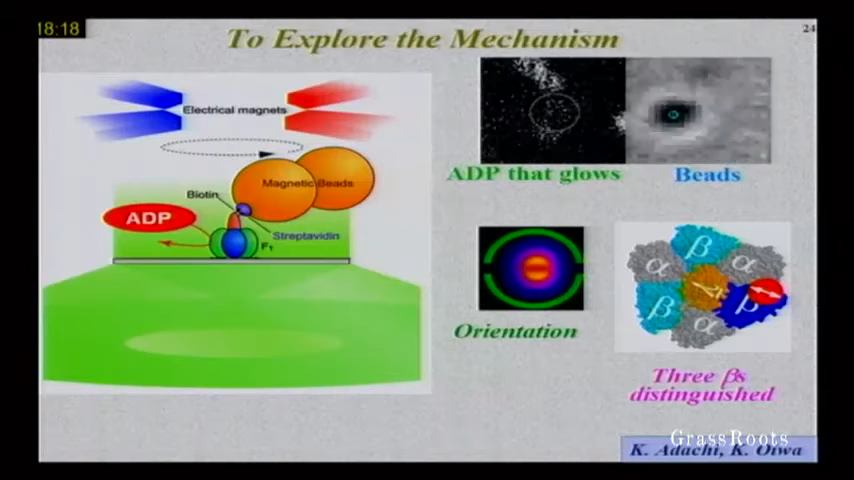 18:18
24
To Explore the Mechanism
Electrical magnets
Magnetic Beads
Biotin
ADP
Streptavidin
F1
ADP that glows
Beads
Orientation
β
α
α
γ
β
β
α
Three βs
distinguished
GrassRoots
K. Adachi, K. Oiwa